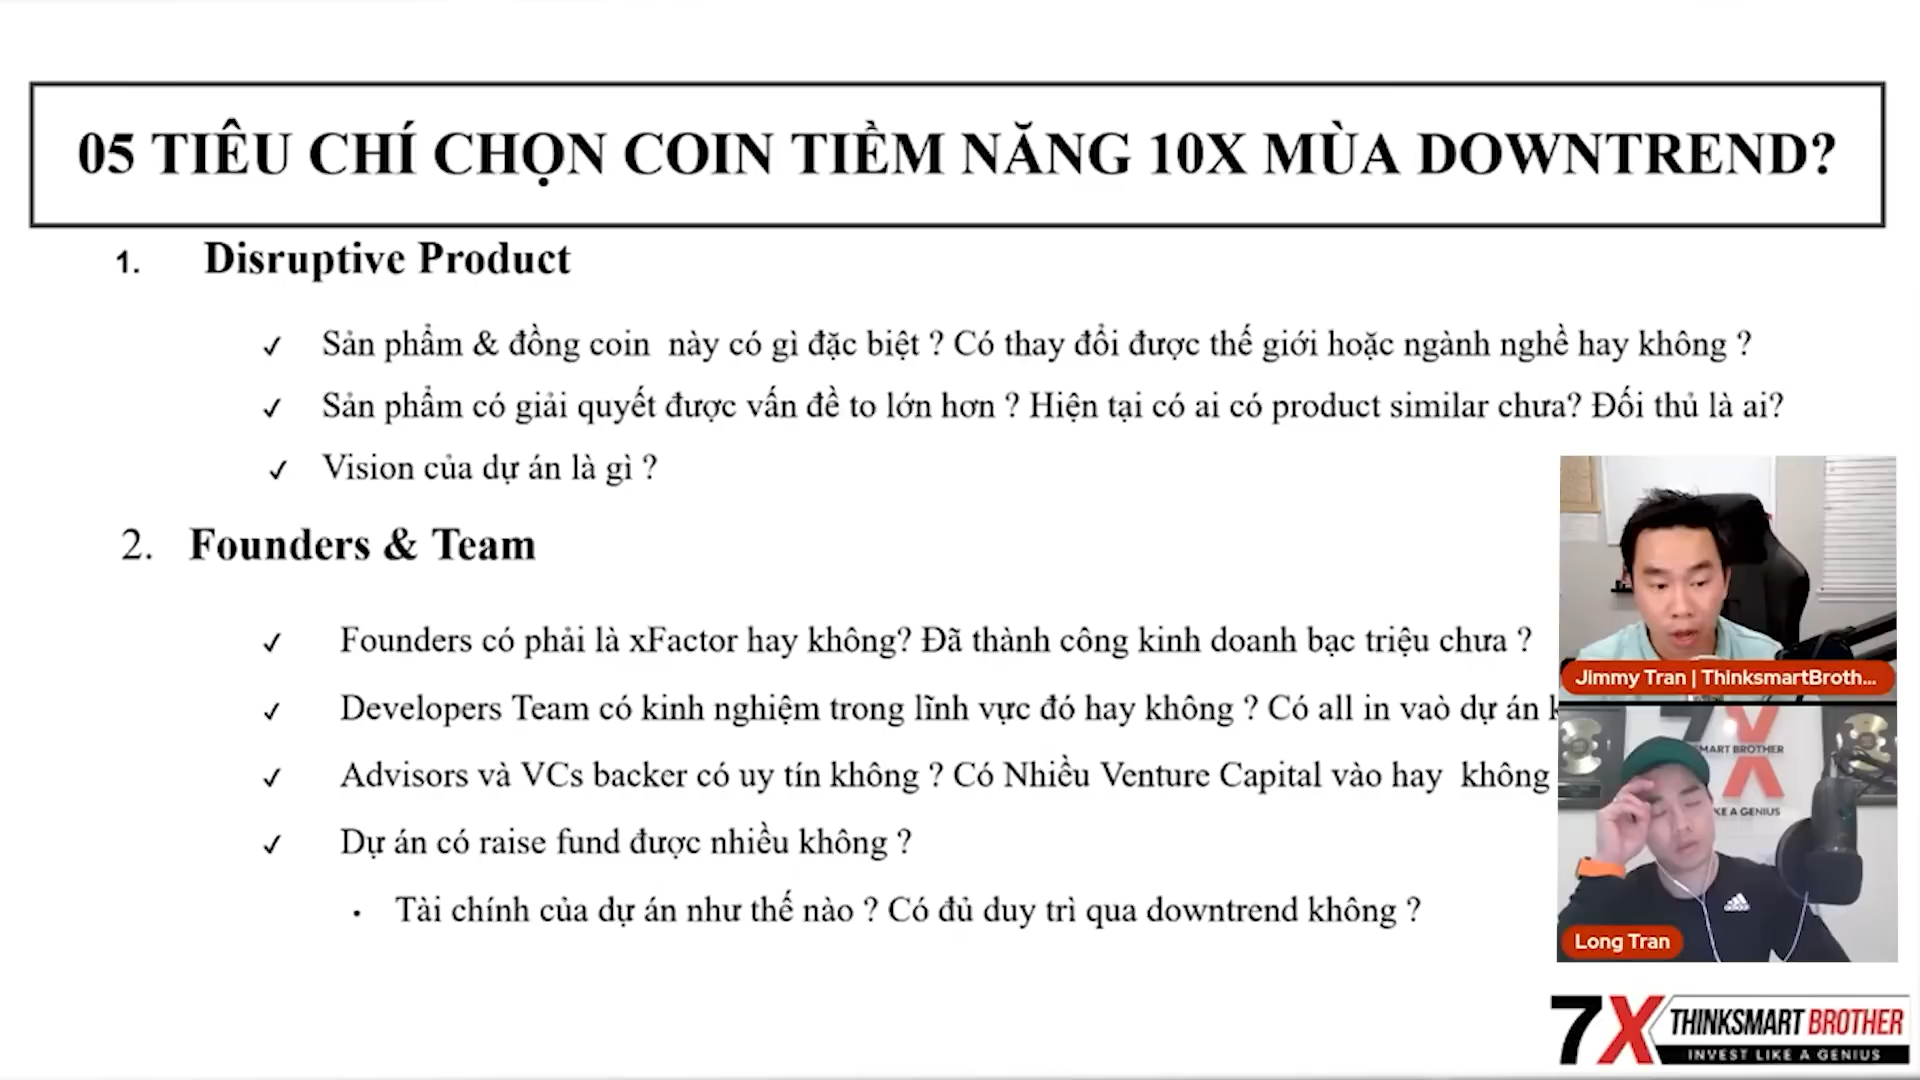 05 TIÊU CHÍ CHỌN COIN TIỀM NĂNG 10X MÙA DOWNTREND?
1. Disruptive Product
✓ Sản phẩm & đồng coin này có gì đặc biệt ? Có thay đổi được thế giới hoặc ngành nghề hay không ?
✓ Sản phẩm có giải quyết được vấn đề to lớn hơn ? Hiện tại có ai có product similar chưa? Đối thủ là ai?
✓ Vision của dự án là gì ?
2. Founders & Team
✓ Founders có phải là xFactor hay không? Đã thành công kinh doanh bạc triệu chưa ?
✓ Developers Team có kinh nghiệm trong lĩnh vực đó hay không ? Có all in vaò dự án
✓ Advisors và VCs backer có uy tín không ? Có Nhiều Venture Capital vào hay không
✓ Dự án có raise fund được nhiều không ?
• Tài chính của dự án như thế nào ? Có đủ duy trì qua downtrend không ?
Jimmy Tran | ThinksmartBroth...
7X
SMART BROTHER
X
KE A GENIUS
Long Tran
7X THINKSMART BROTHER
INVEST LIKE A GENIUS